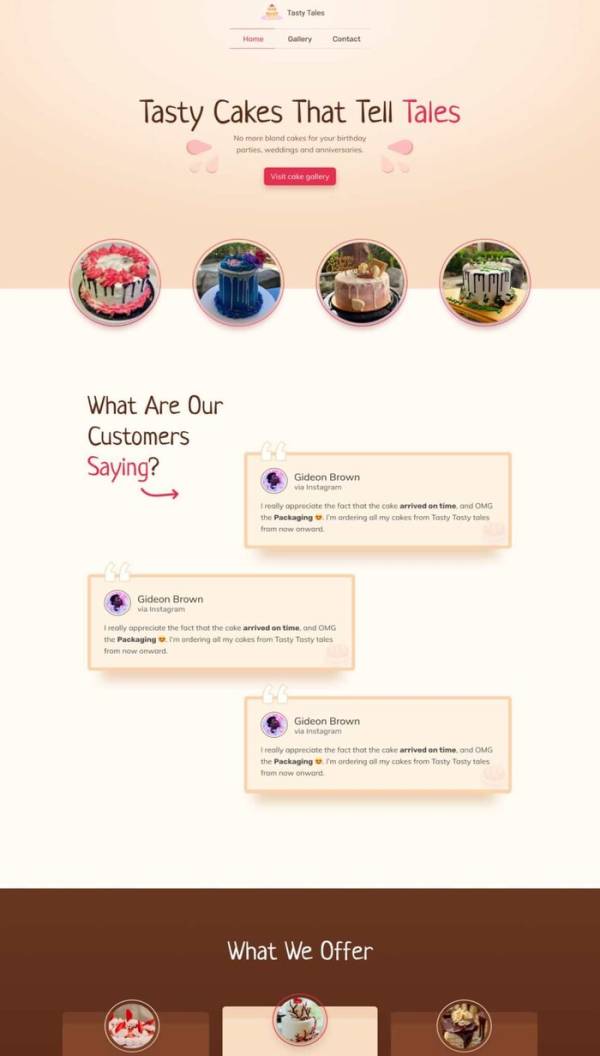 Tasty Tales
Home Gallery Contact
Tasty Cakes That Tell Tales
No more bland cakes for your birthday
parties, weddings and anniversaries.
Visit cake gallery
What Are Our
Customers
Saying?
Gideon Brown
via Instagram
I really appreciate the fact that the cake arrived on time, and OMG
the Packaging 😍. I'm ordering all my cakes from Tasty Tasty tales
from now onward.
Gideon Brown
via Instagram
I really appreciate the fact that the cake arrived on time, and OMG
the Packaging 😍. I'm ordering all my cakes from Tasty Tasty tales
from now onward.
Gideon Brown
via Instagram
I really appreciate the fact that the cake arrived on time, and OMG
the Packaging 😍. I'm ordering all my cakes from Tasty Tasty tales
from now onward.
What We Offer